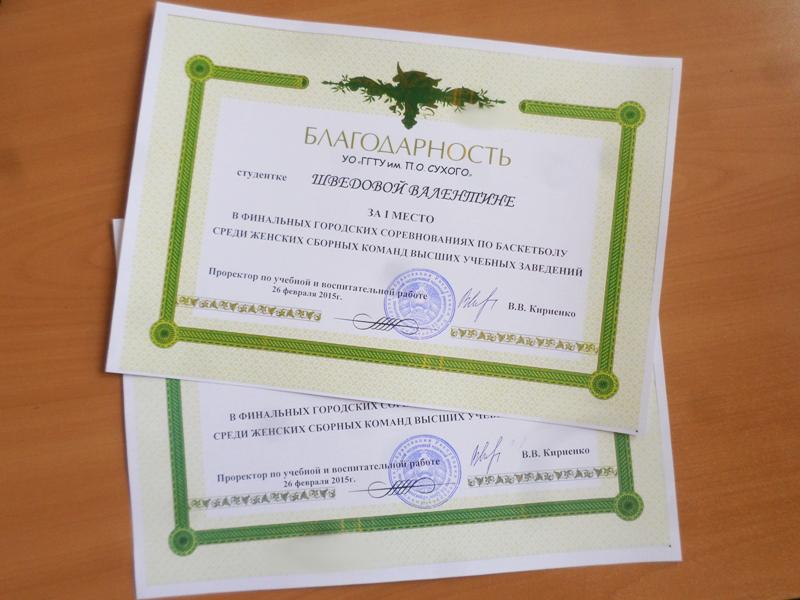 БЛАГОДАРНОСТЬ
УО «ГГТУ им. П.О. СУХОГО»
студентке ШВЕДОВОЙ ВАЛЕНТИНЕ
ЗА I МЕСТО
В ФИНАЛЬНЫХ ГОРОДСКИХ СОРЕВНОВАНИЯХ ПО БАСКЕТБОЛУ
СРЕДИ ЖЕНСКИХ СБОРНЫХ КОМАНД ВЫСШИХ УЧЕБНЫХ ЗАВЕДЕНИЙ
Проректор по учебной и воспитательной работе В.В. Кириенко
26 февраля 2015г.
В ФИНАЛЬНЫХ ГОРОДСКИХ
СРЕДИ ЖЕНСКИХ СБОРНЫХ КОМАНД ВЫСШИХ
Проректор по учебной и воспитательной работе В.В. Кириенко
26 февраля 2015г.